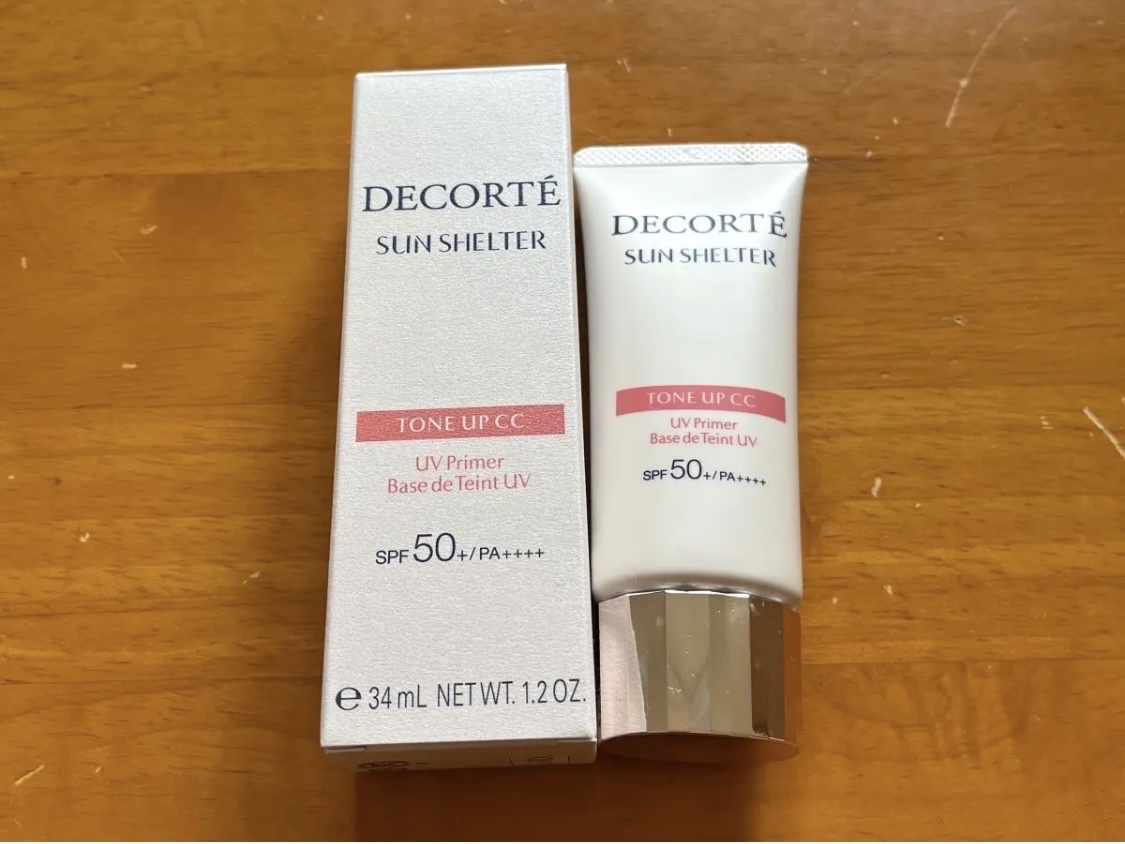 DECORTÉ
SUN SHELTER
TONE UP CC
UV Primer
Base de Teint UV
SPF 50+/PA++++
℮ 34 mL NET WT. 1.2 OZ.
DECORTÉ
SUN SHELTER
TONE UP CC
UV Primer
Base de Teint UV
SPF 50+/PA++++